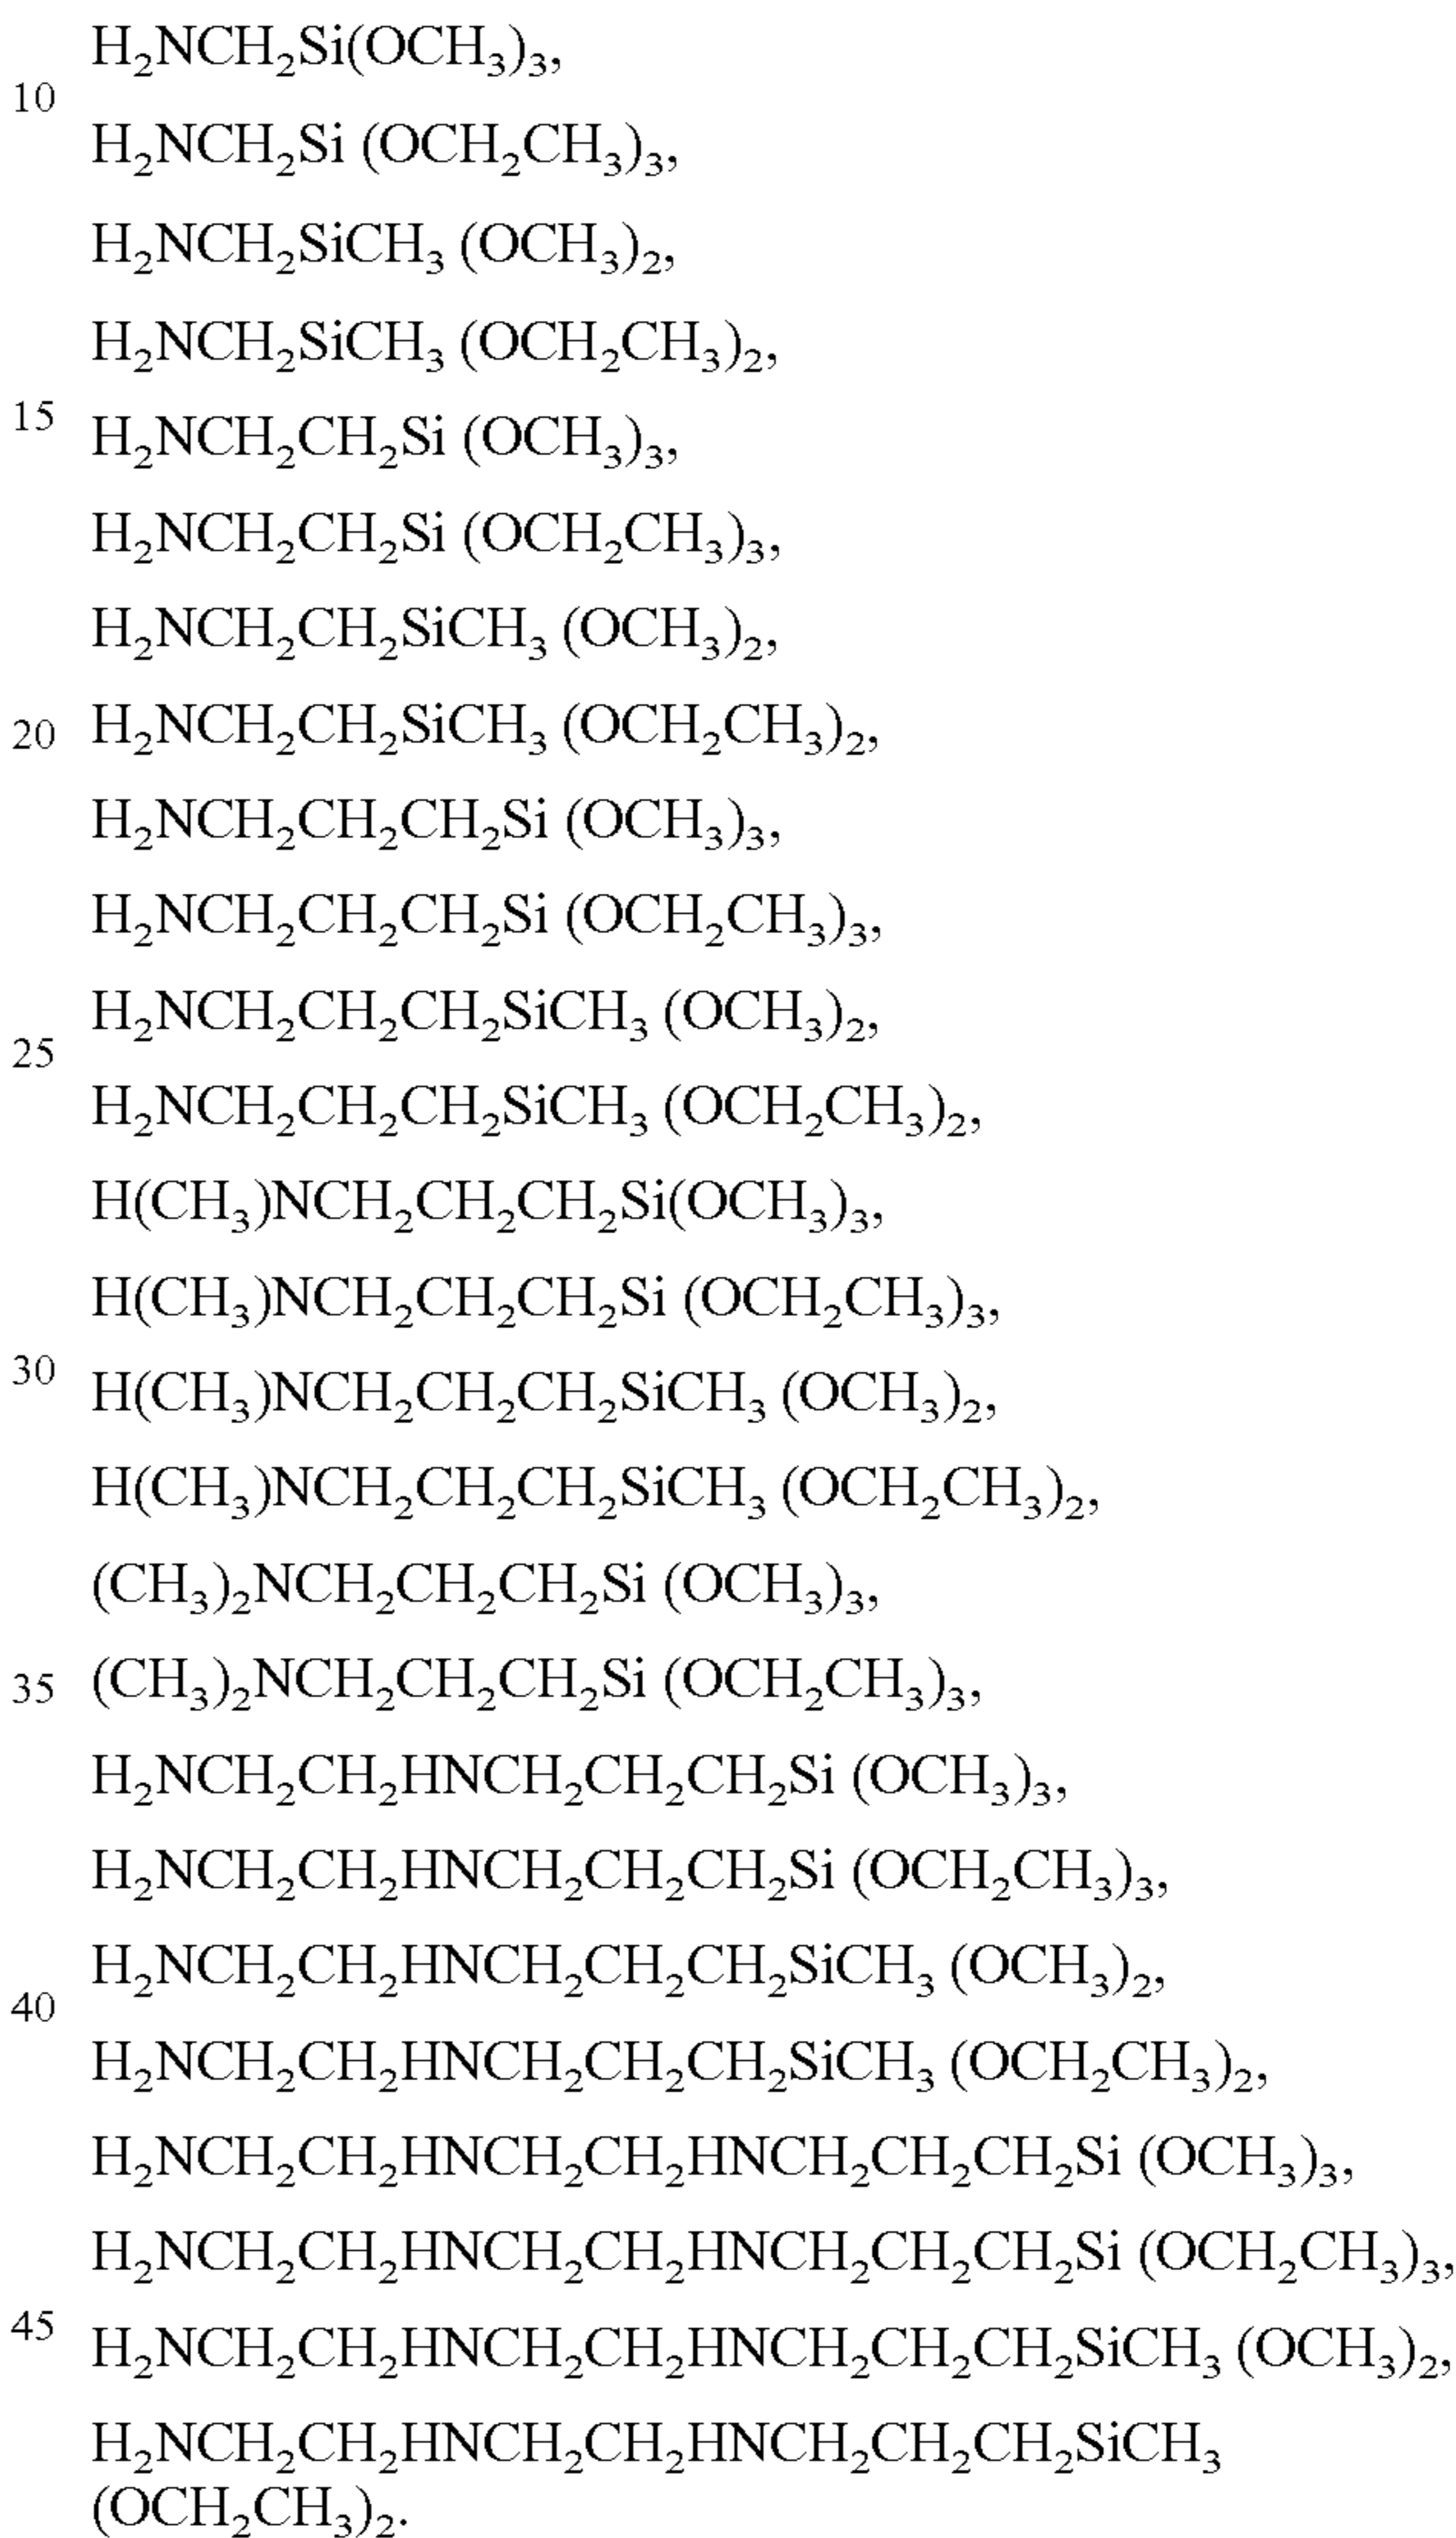 H₂NCH₂Si(OCH₃)₃,
10
H₂NCH₂Si (OCH₂CH₃)₃,
H₂NCH₂SiCH₃ (OCH₃)₂,
H₂NCH₂SiCH₃ (OCH₂CH₃)₂,
15
H₂NCH₂CH₂Si (OCH₃)₃,
H₂NCH₂CH₂Si (OCH₂CH₃)₃,
H₂NCH₂CH₂SiCH₃ (OCH₃)₂,
20 H₂NCH₂CH₂SiCH₃ (OCH₂CH₃)₂,
H₂NCH₂CH₂CH₂Si (OCH₃)₃,
H₂NCH₂CH₂CH₂Si (OCH₂CH₃)₃,
H₂NCH₂CH₂CH₂SiCH₃ (OCH₃)₂,
25
H₂NCH₂CH₂CH₂SiCH₃ (OCH₂CH₃)₂,
H(CH₃)NCH₂CH₂CH₂Si(OCH₃)₃,
H(CH₃)NCH₂CH₂CH₂Si (OCH₂CH₃)₃,
30
H(CH₃)NCH₂CH₂CH₂SiCH₃ (OCH₃)₂,
H(CH₃)NCH₂CH₂CH₂SiCH₃ (OCH₂CH₃)₂,
(CH₃)₂NCH₂CH₂CH₂Si (OCH₃)₃,
35 (CH₃)₂NCH₂CH₂CH₂Si (OCH₂CH₃)₃,
H₂NCH₂CH₂HNCH₂CH₂CH₂Si (OCH₃)₃,
H₂NCH₂CH₂HNCH₂CH₂CH₂Si (OCH₂CH₃)₃,
H₂NCH₂CH₂HNCH₂CH₂CH₂SiCH₃ (OCH₃)₂,
40
H₂NCH₂CH₂HNCH₂CH₂CH₂SiCH₃ (OCH₂CH₃)₂,
H₂NCH₂CH₂HNCH₂CH₂HNCH₂CH₂CH₂Si (OCH₃)₃,
H₂NCH₂CH₂HNCH₂CH₂HNCH₂CH₂CH₂Si (OCH₂CH₃)₃,
45
H₂NCH₂CH₂HNCH₂CH₂HNCH₂CH₂CH₂SiCH₃ (OCH₃)₂,
H₂NCH₂CH₂HNCH₂CH₂HNCH₂CH₂CH₂SiCH₃
(OCH₂CH₃)₂.